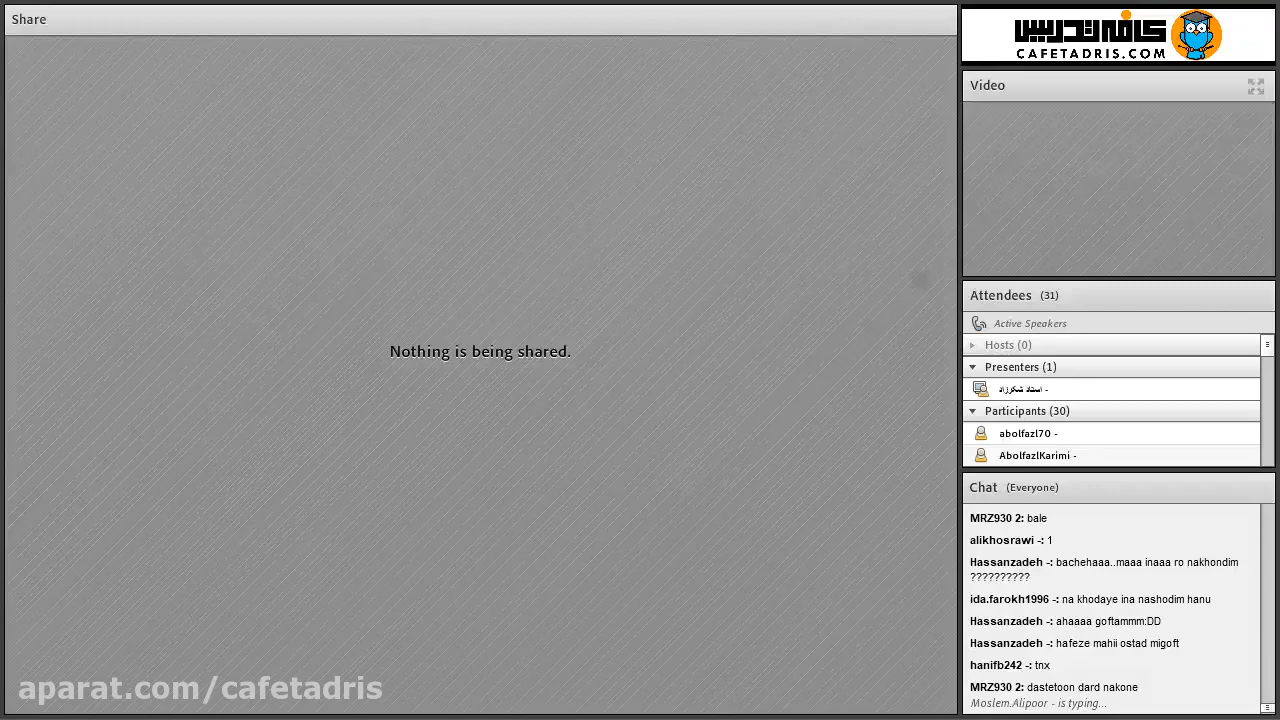 Share
کافه تدریس
CAFETADRIS.COM
Video
Nothing is being shared.
Attendees (31)
Active Speakers
Hosts (0)
Presenters (1)
استاد شکرزاد -
Participants (30)
abolfazl70 -
AbolfazlKarimi -
Chat (Everyone)
MRZ930 2: bale
alikhosrawi -: 1
Hassanzadeh -: bachehaaa..maaa inaaa ro nakhondim
??????????
ida.farokh1996 -: na khodaye ina nashodim hanu
Hassanzadeh -: ahaaaa goftammm:DD
Hassanzadeh -: hafeze mahii ostad migoft
hanifb242 -: tnx
MRZ930 2: dastetoon dard nakone
Moslem.Alipoor - is typing...
aparat.com/cafetadris